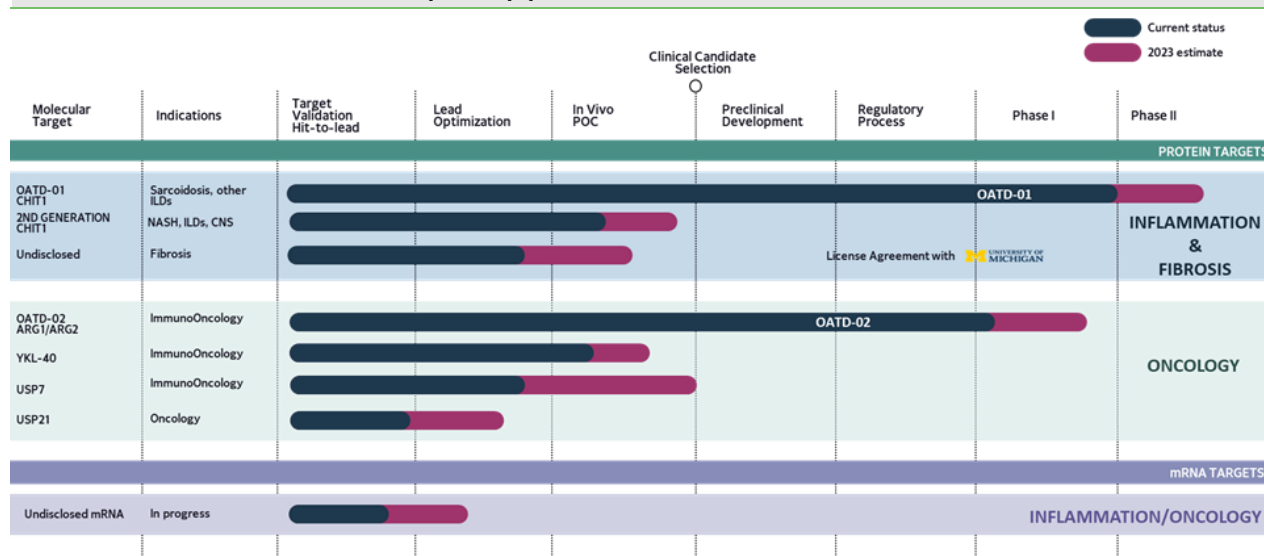 Current status
2023 estimate
Clinical Candidate
Selection
Molecular
Target
Indications
Target
Validation
Hit-to-lead
Lead
Optimization
In Vivo
POC
Preclinical
Development
Regulatory
Process
Phase I
Phase II
PROTEIN TARGETS
OATD-01
CHIT1
Sarcoidosis, other
ILDs
OATD-01
2ND GENERATION
CHIT1
NASH, ILDs, CNS
Undisclosed
Fibrosis
License Agreement with
UNIVERSITY OF
MICHIGAN
INFLAMMATION
&
FIBROSIS
OATD-02
ARG1/ARG2
ImmunoOncology
OATD-02
YKL-40
ImmunoOncology
USP7
ImmunoOncology
USP21
Oncology
ONCOLOGY
mRNA TARGETS
Undisclosed mRNA
In progress
INFLAMMATION/ONCOLOGY